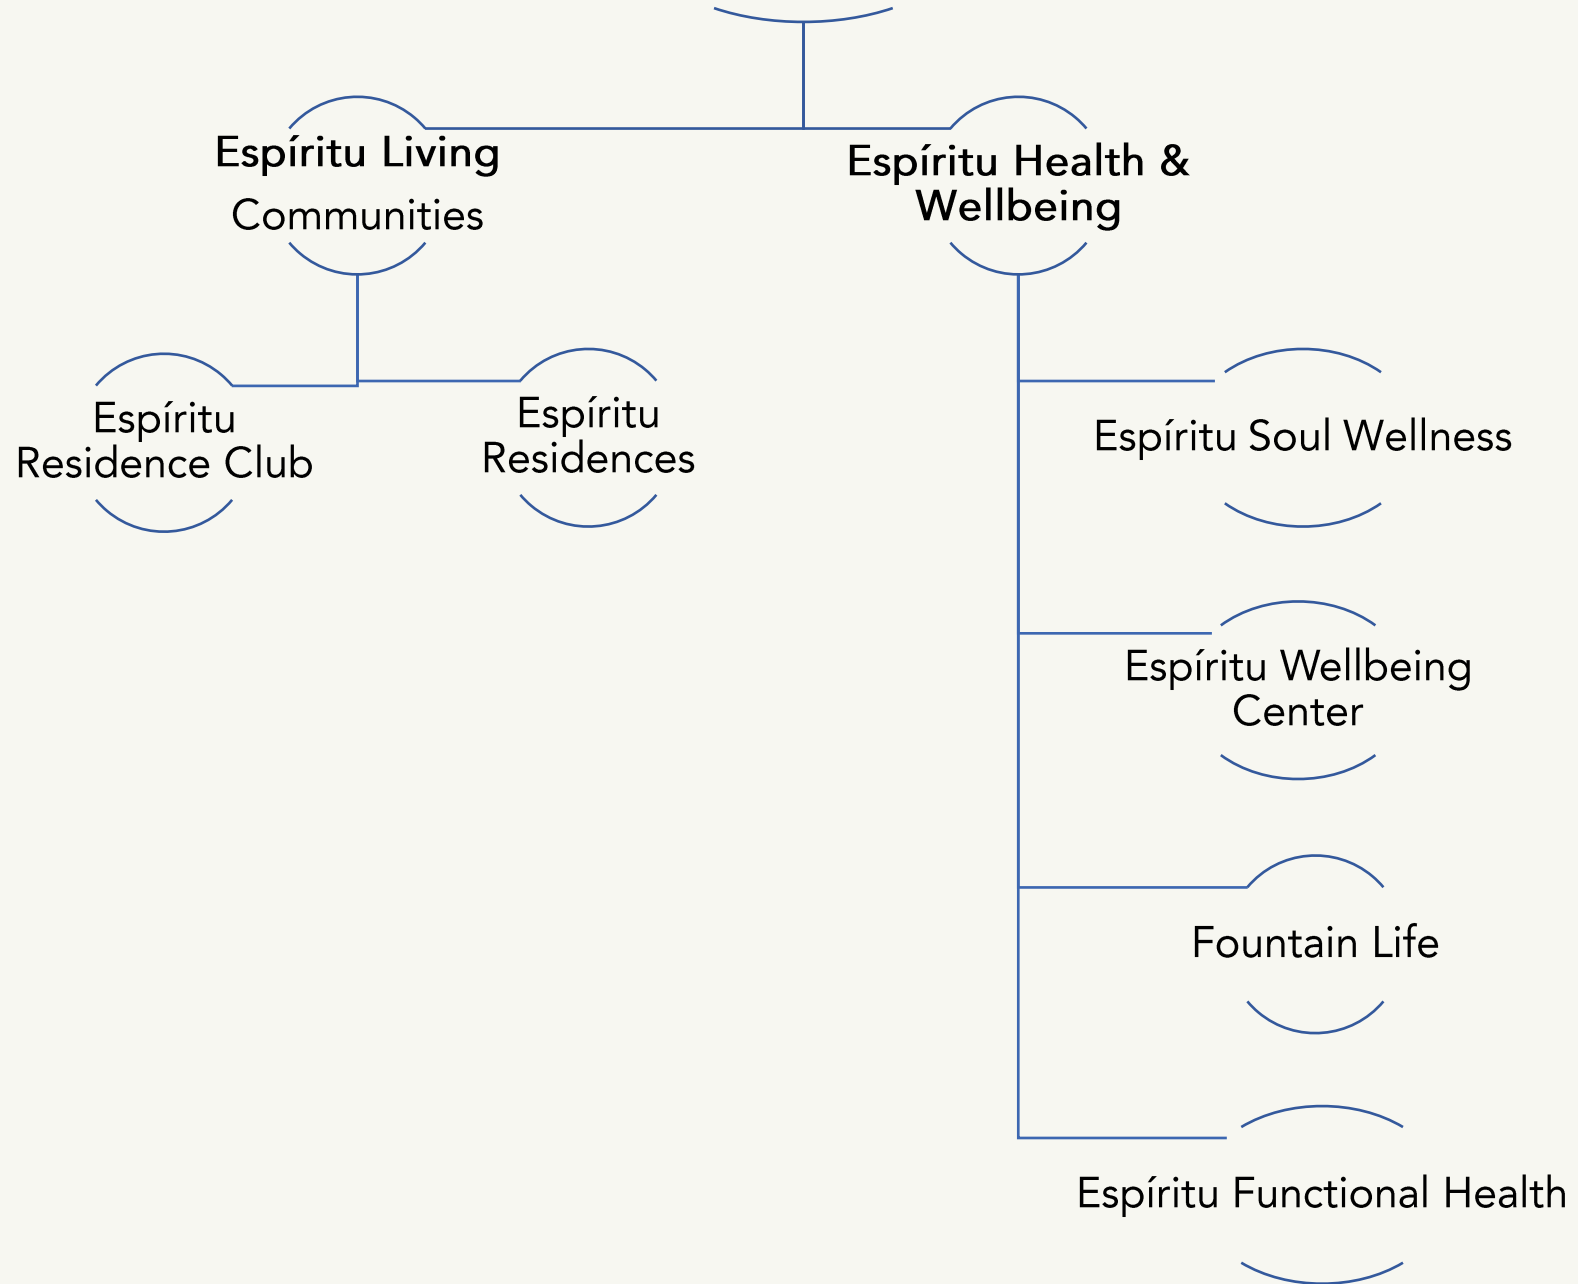 Espíritu Living
Communities
Espíritu Health &
Wellbeing
Espíritu
Residence Club
Espíritu
Residences
Espíritu Soul Wellness
Espíritu Wellbeing
Center
Fountain Life
Espíritu Functional Health